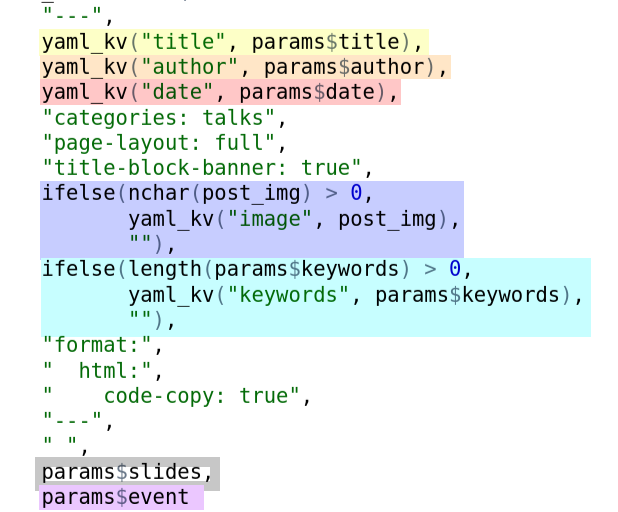 "---",
yaml_kv("title", params$title),
yaml_kv("author", params$author),
yaml_kv("date", params$date),
"categories: talks",
"page-layout: full",
"title-block-banner: true",
ifelse(nchar(post_img) > 0,
       yaml_kv("image", post_img),
       ""),
ifelse(length(params$keywords) > 0,
       yaml_kv("keywords", params$keywords),
       ""),
"format:",
"  html:",
"    code-copy: true",
"---",
" ",
params$slides,
params$event